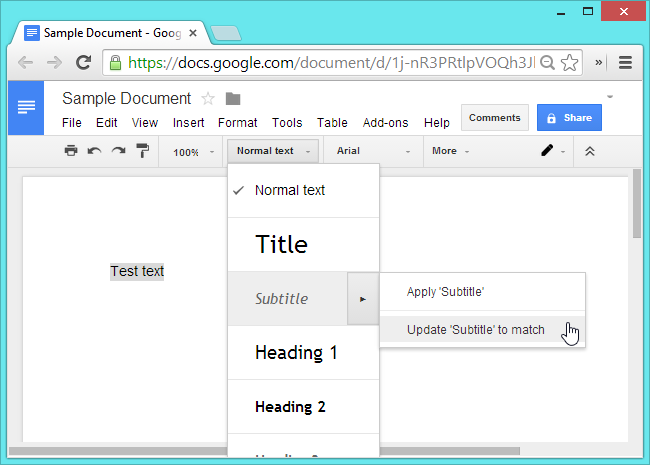 Sample Document - Goog
https://docs.google.com/document/d/1j-nR3PRtlpVOQh3Jl
Sample Document
File Edit View Insert Format Tools Table Add-ons Help
Comments
Share
100% Normal text Arial More
Normal text
Title
Test text
Subtitle
Apply 'Subtitle'
Update 'Subtitle' to match
Heading 1
Heading 2